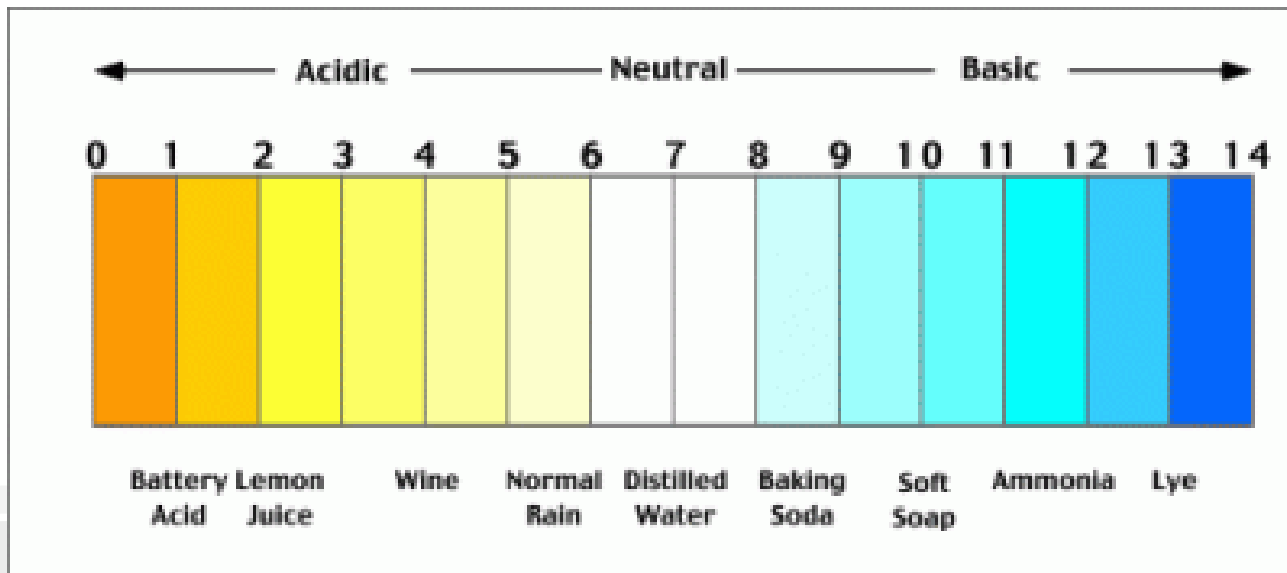 Acidic Neutral Basic
0 1 2 3 4 5 6 7 8 9 10 11 12 13 14
Battery Lemon Wine Normal Distilled Baking Soft Ammonia Lye
Acid Juice Rain Water Soda Soap